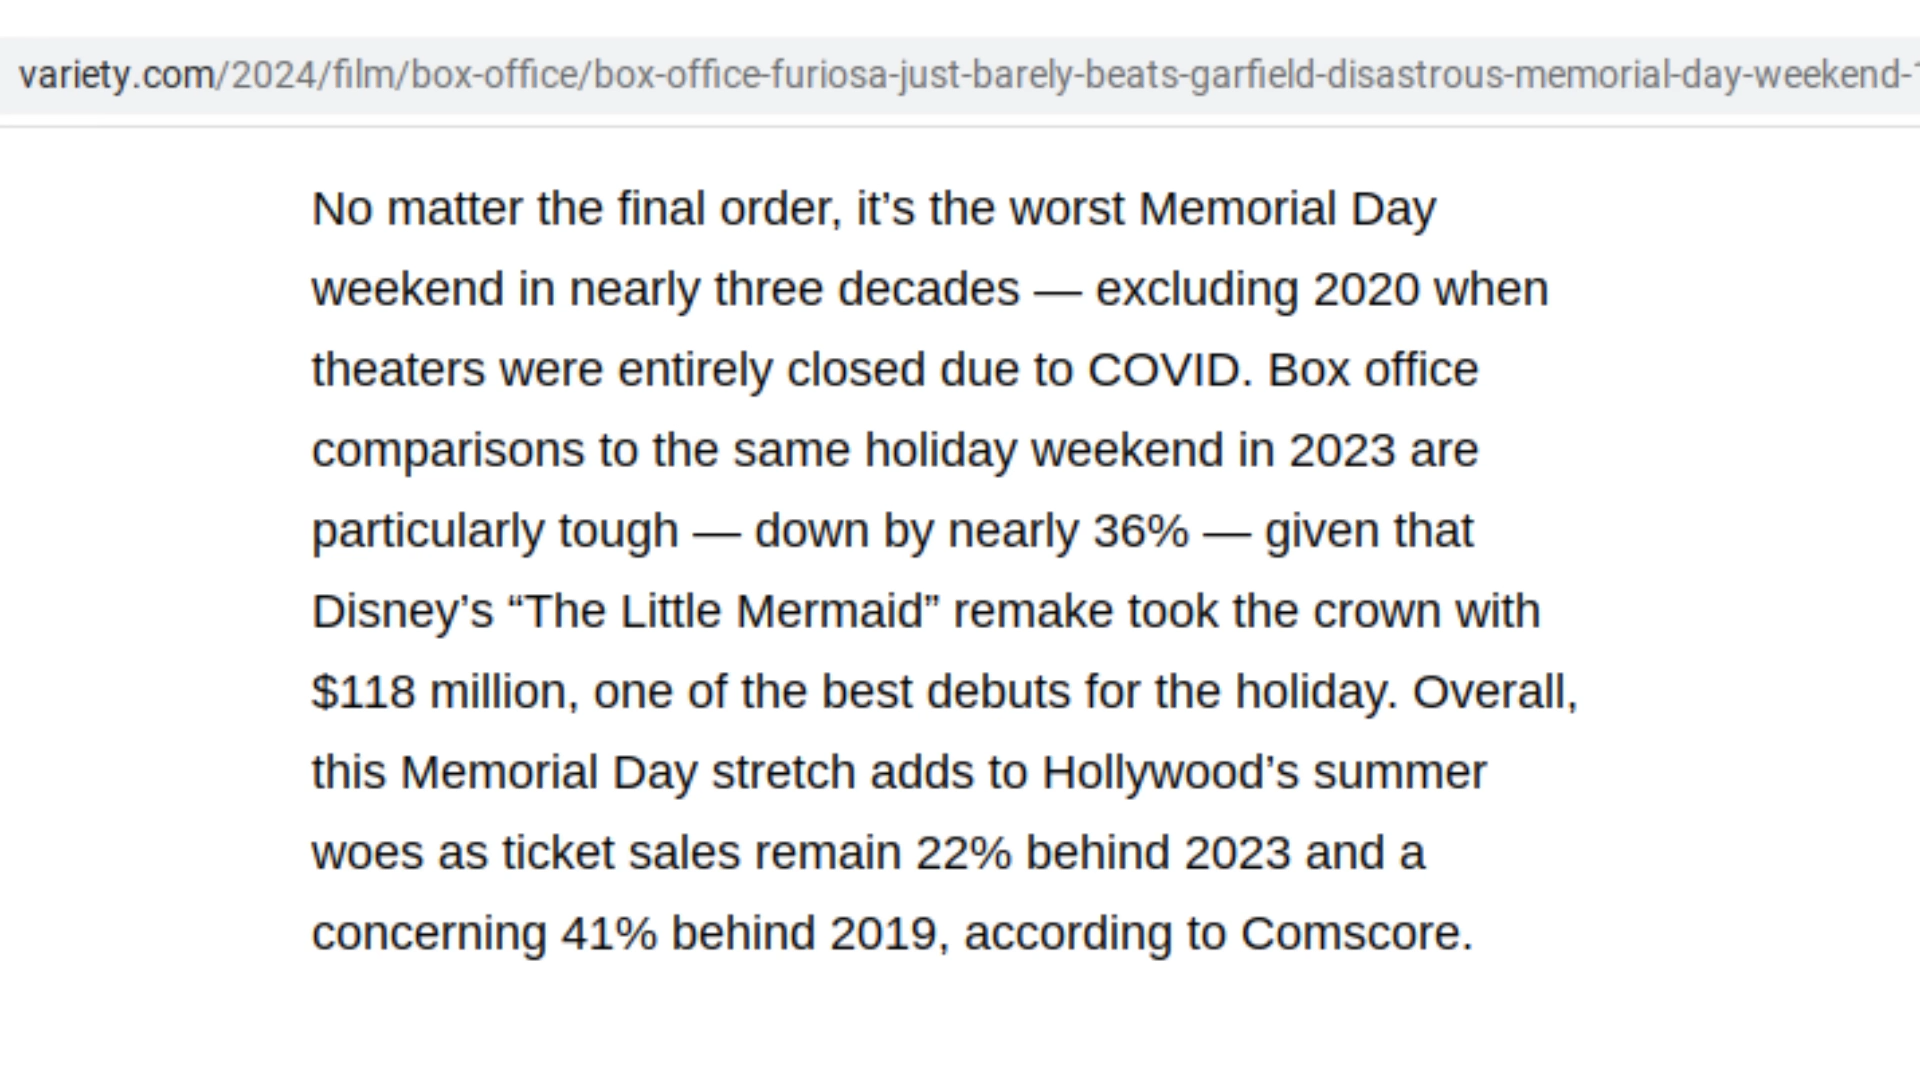 variety.com/2024/film/box-office/box-office-furiosa-just-barely-beats-garfield-disastrous-memorial-day-weekend-
No matter the final order, it’s the worst Memorial Day
weekend in nearly three decades — excluding 2020 when
theaters were entirely closed due to COVID. Box office
comparisons to the same holiday weekend in 2023 are
particularly tough — down by nearly 36% — given that
Disney’s “The Little Mermaid” remake took the crown with
$118 million, one of the best debuts for the holiday. Overall,
this Memorial Day stretch adds to Hollywood’s summer
woes as ticket sales remain 22% behind 2023 and a
concerning 41% behind 2019, according to Comscore.